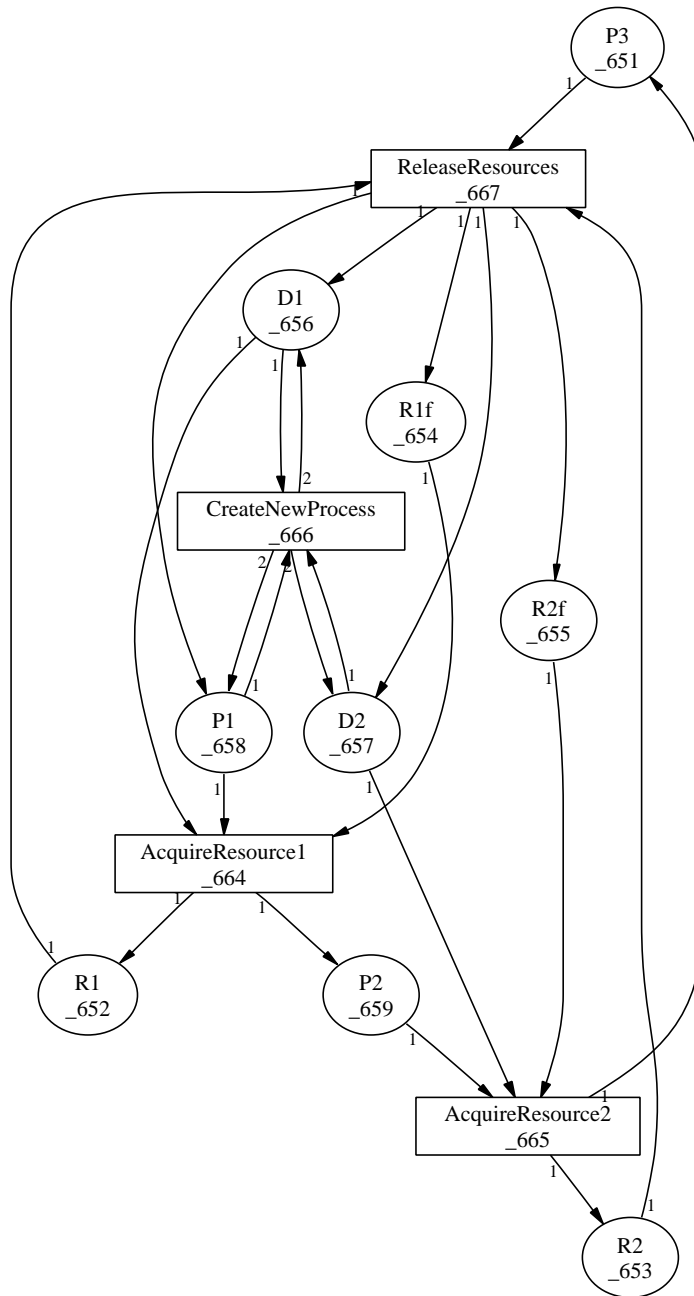 P3
_651
1
ReleaseResources
_667
1
1
1
1
1
D1
_656
1
1
R1f
_654
1
2
CreateNewProcess
_666
2
2
R2f
_655
1
1
1
P1
_658
D2
_657
1
1
AcquireResource1
_664
1
1
1
R1
_652
P2
_659
1
AcquireResource2
_665
1
1
1
R2
_653